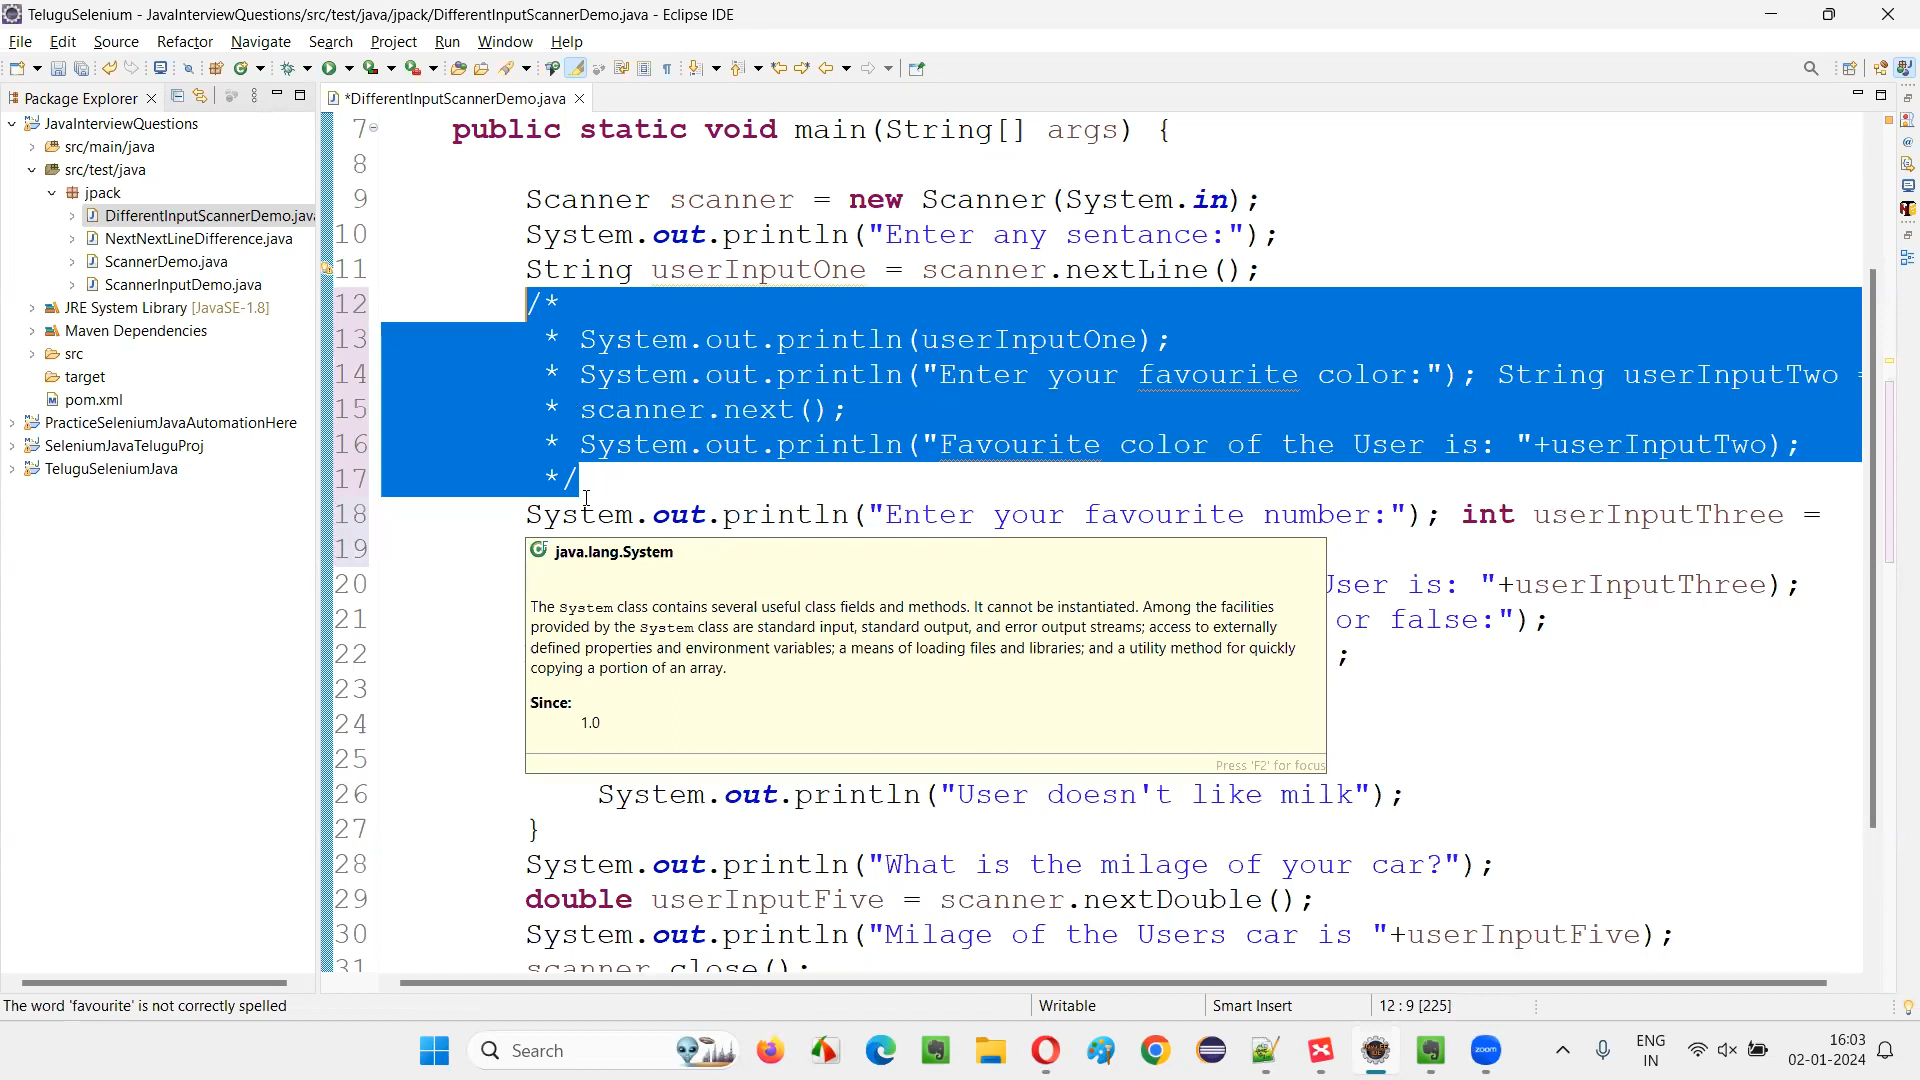 TeluguSelenium - JavaInterviewQuestions/src/test/java/jpack/DifferentInputScannerDemo.java - Eclipse IDE
File Edit Source Refactor Navigate Search Project Run Window Help
Package Explorer
*DifferentInputScannerDemo.java
JavaInterviewQuestions
src/main/java
src/test/java
jpack
DifferentInputScannerDemo.java
NextNextLineDifference.java
ScannerDemo.java
ScannerInputDemo.java
JRE System Library [JavaSE-1.8]
Maven Dependencies
src
target
pom.xml
PracticeSeleniumJavaAutomationHere
SeleniumJavaTeluguProj
TeluguSeleniumJava
7 public static void main(String[] args) {
8
9 Scanner scanner = new Scanner(System.in);
10 System.out.println("Enter any sentance:");
11 String userInputOne = scanner.nextLine();
12 /*
13 * System.out.println(userInputOne);
14 * System.out.println("Enter your favourite color:"); String userInputTwo =
15 * scanner.next();
16 * System.out.println("Favourite color of the User is: "+userInputTwo);
17 */
18 System.out.println("Enter your favourite number:"); int userInputThree =
19
20 User is: "+userInputThree);
21 or false:");
22 ;
23
24
25
26 System.out.println("User doesn't like milk");
27 }
28 System.out.println("What is the milage of your car?");
29 double userInputFive = scanner.nextDouble();
30 System.out.println("Milage of the Users car is "+userInputFive);
31 scanner.close();
java.lang.System
The System class contains several useful class fields and methods. It cannot be instantiated. Among the facilities
provided by the System class are standard input, standard output, and error output streams; access to externally
defined properties and environment variables; a means of loading files and libraries; and a utility method for quickly
copying a portion of an array.
Since:
1.0
Press 'F2' for focus
The word 'favourite' is not correctly spelled
Writable
Smart Insert
12 : 9 [225]
Search
zoom
ENG
IN
16:03
02-01-2024